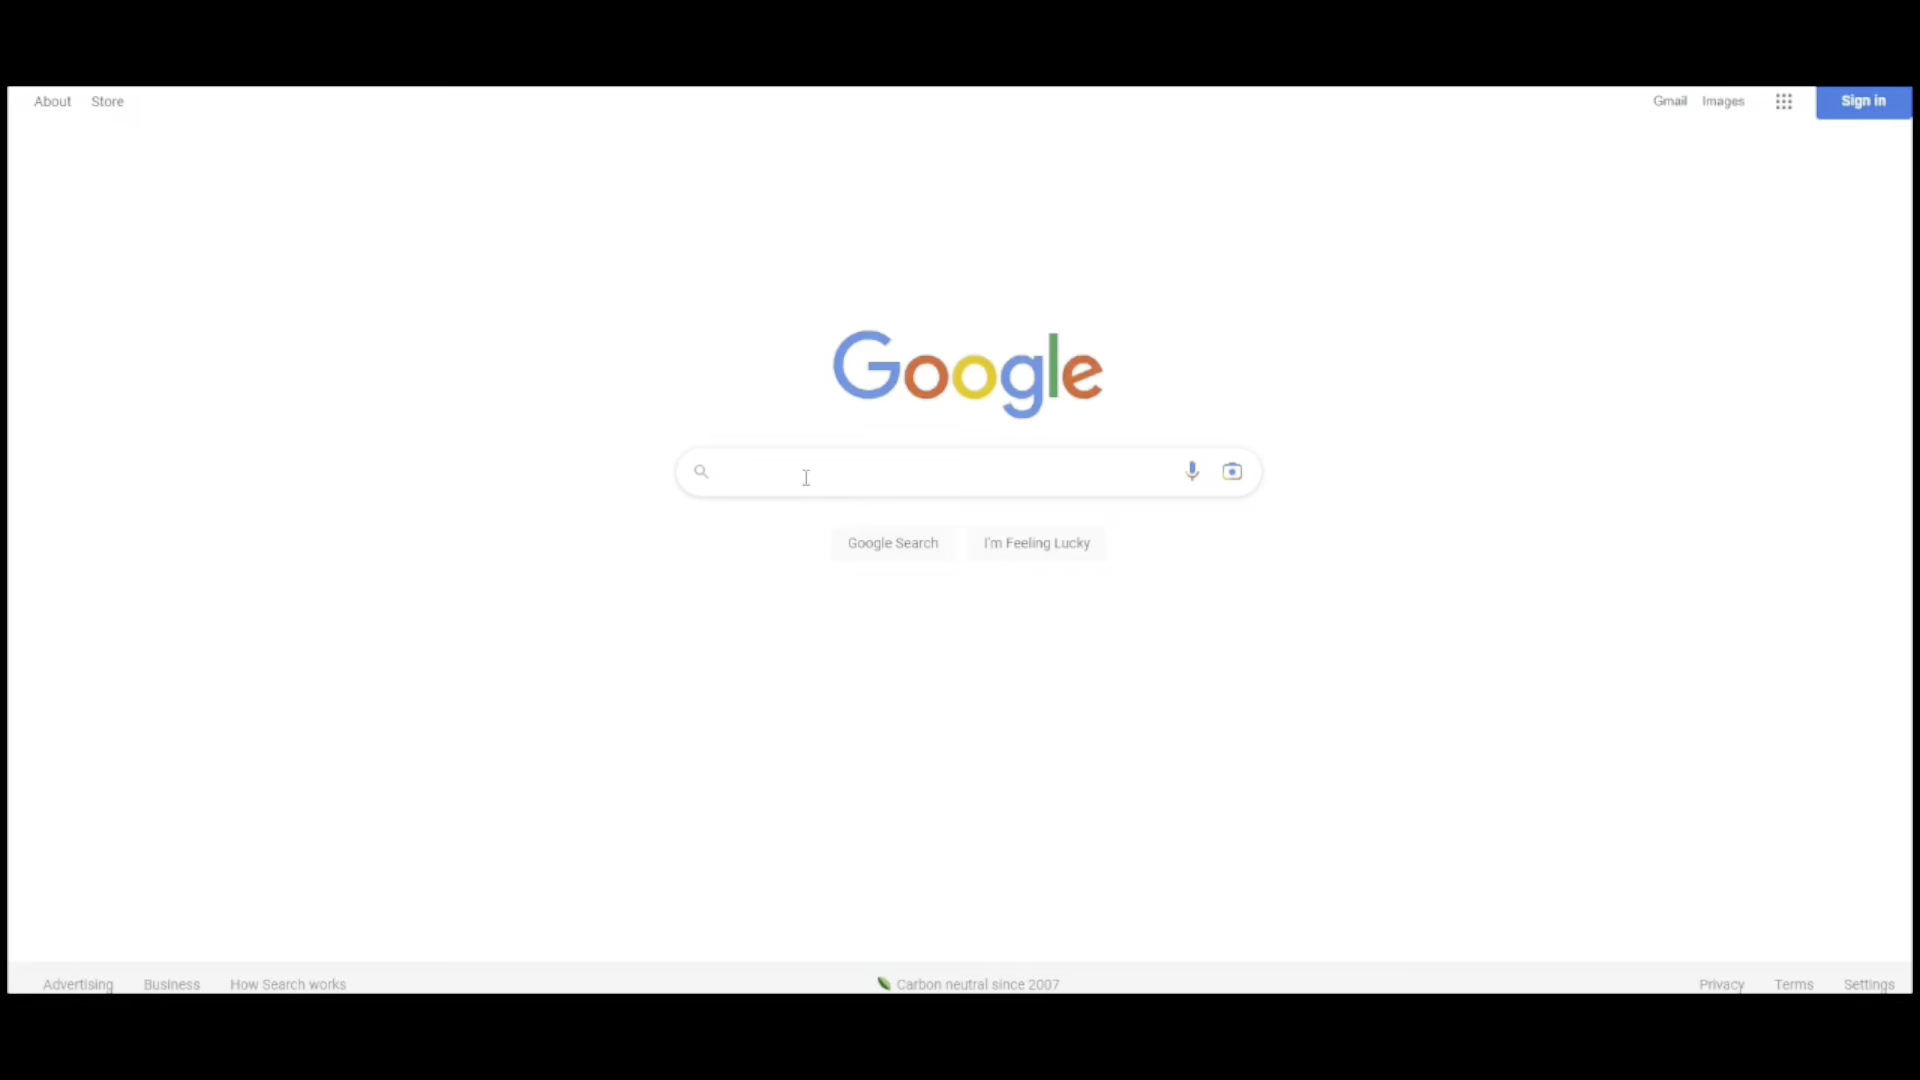 About Store
Gmail Images Sign in
Google
Google Search I'm Feeling Lucky
Advertising Business How Search works
Carbon neutral since 2007
Privacy Terms Settings